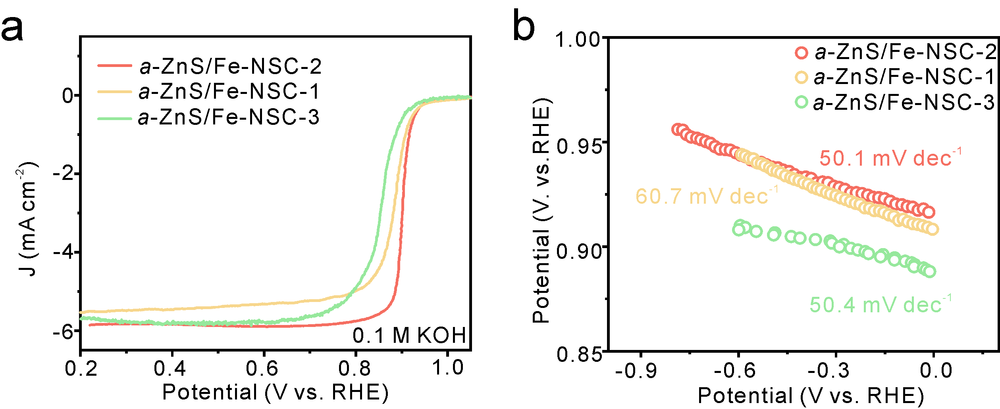 a
a-ZnS/Fe-NSC-2
a-ZnS/Fe-NSC-1
a-ZnS/Fe-NSC-3
0
-2
-4
-6
J (mA cm-2)
0.1 M KOH
0.2 0.4 0.6 0.8 1.0
Potential (V vs. RHE)
b
a-ZnS/Fe-NSC-2
a-ZnS/Fe-NSC-1
a-ZnS/Fe-NSC-3
1.00
0.95
0.90
0.85
Potential (V. vs.RHE)
50.1 mV dec-1
60.7 mV dec-1
50.4 mV dec-1
-0.9 -0.6 -0.3 0.0
Potential (V vs. RHE)